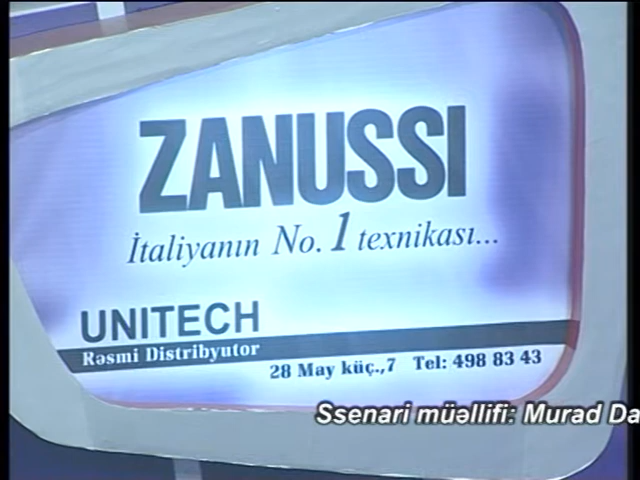 ZANUSSI
İtaliyanın No.1 texnikası...
UNITECH
Rəsmi Distribyutor
28 May küç.,7 Tel: 498 83 43
Ssenari müəllifi: Murad